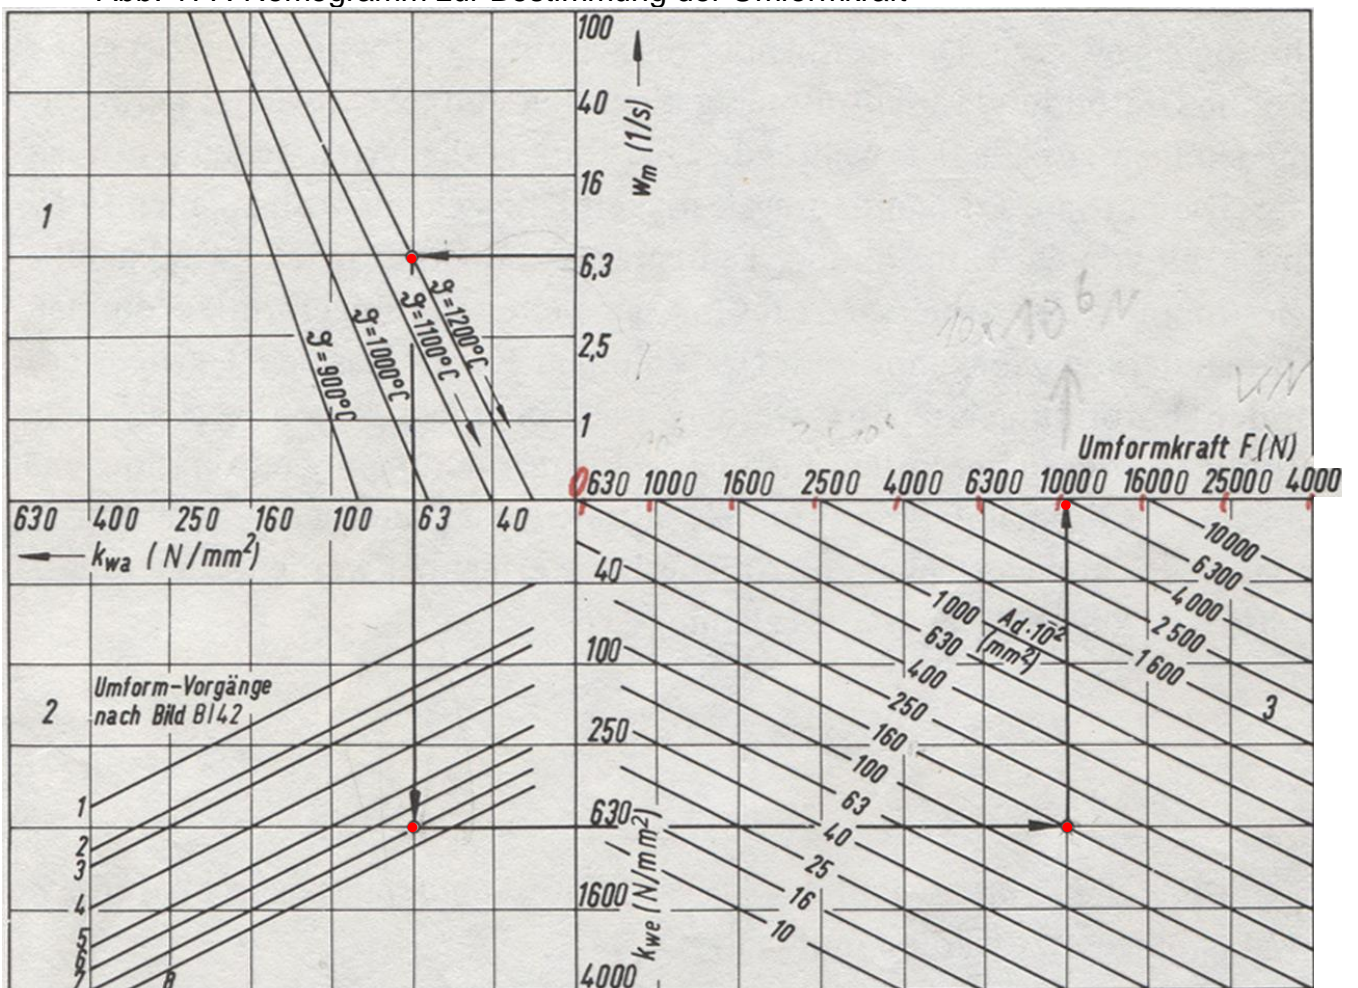 Abb. 17: Nomogramm zur Bestimmung der Umformkraft
100
40
wm (1/s)
16
1
6,3
ϑ=1200°C
ϑ=1100°C
ϑ=1000°C
ϑ=900°C
2,5
1
10x10⁶N
KN
Umformkraft F(N)
0 630 1000 1600 2500 4000 6300 10000 16000 25000 4000
630 400 250 160 100 63 40
kwa (N/mm²)
10000
6300
4000
2500
1600
1000
Ad·10⁻²
(mm²)
630
400
250
160
100
63
40
25
16
10
3
40
100
250
630
1600
4000
kwe (N/mm²)
2
Umform-Vorgänge
nach Bild B142
1
2
3
4
5
6
7
8